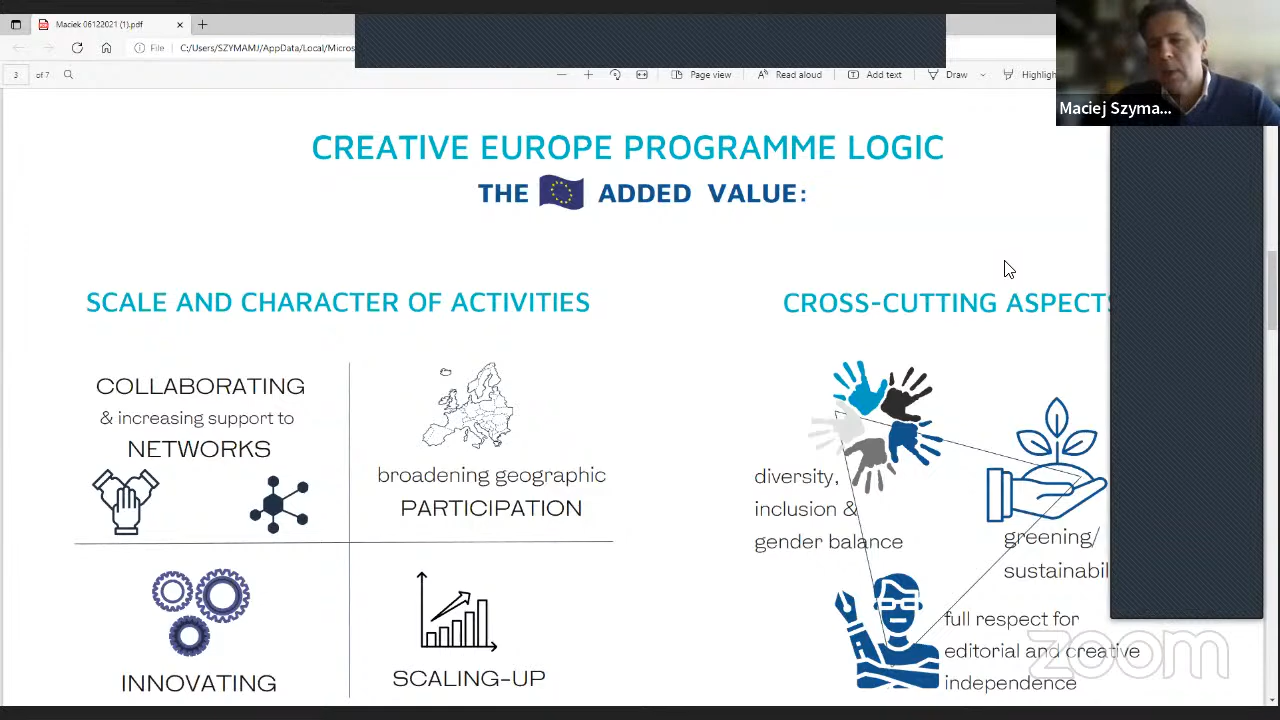 Maciek 06122021 (1).pdf
File
C:/Users/SZYMAMJ/AppData/Local/Micros
3 of 7
Page view
Read aloud
Add text
Draw
Highligh
Maciej Szyma...
CREATIVE EUROPE PROGRAMME LOGIC
THE ADDED VALUE:
SCALE AND CHARACTER OF ACTIVITIES
COLLABORATING
& increasing support to
NETWORKS
broadening geographic
PARTICIPATION
INNOVATING
SCALING-UP
CROSS-CUTTING ASPECTS
diversity,
inclusion &
gender balance
greening/
sustainabil
full respect for
editorial and creative
independence
zoom